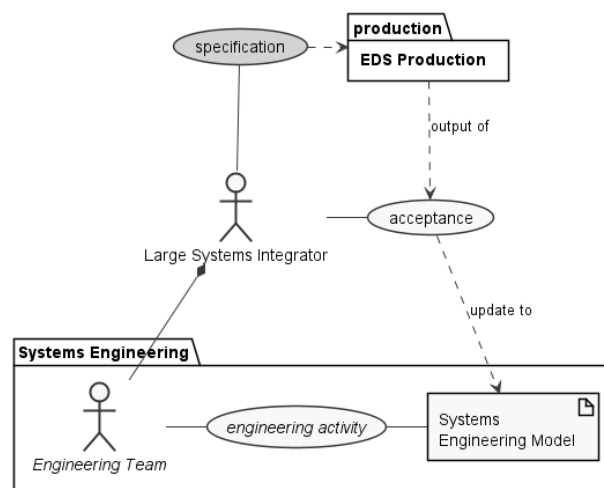 production
specification
EDS Production
output of
acceptance
Large Systems Integrator
update to
Systems Engineering
Systems
Engineering Model
engineering activity
Engineering Team